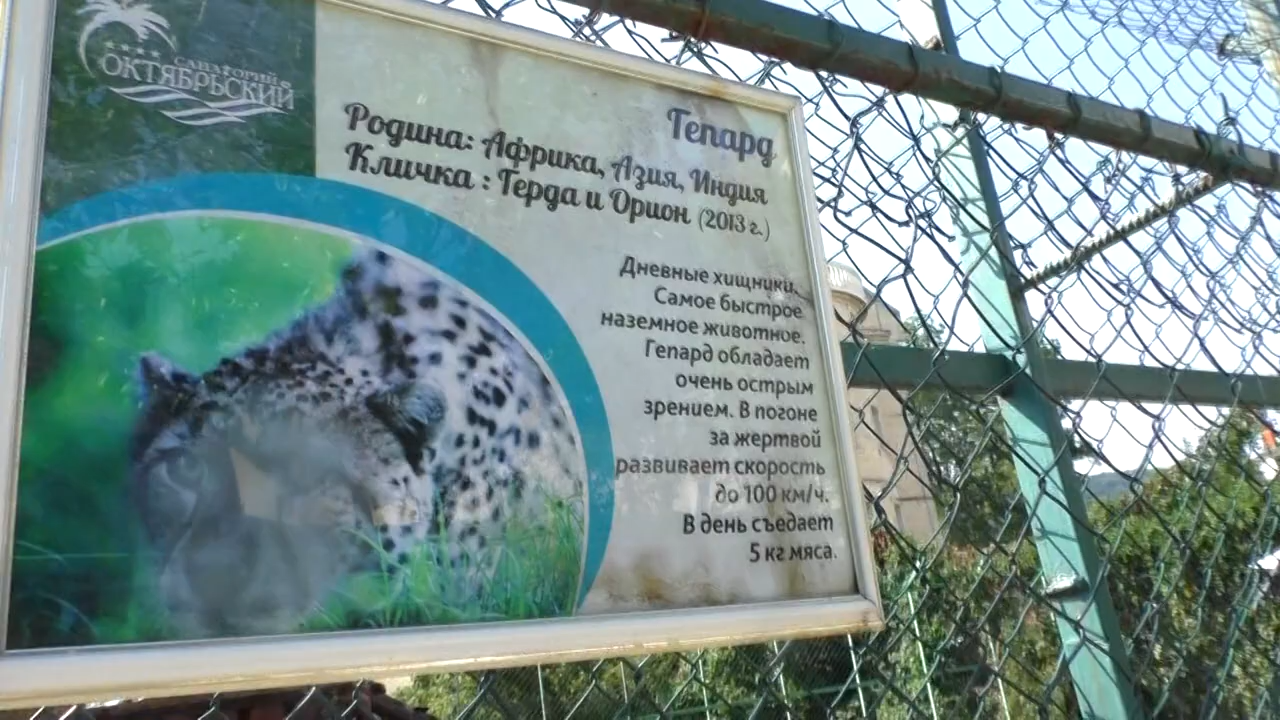 САНАТОРИЙ
ОКТЯБРЬСКИЙ
Гепард
Родина: Африка, Азия, Индия
Кличка : Герда и Орион (2013 г.)
Дневные хищники.
Самое быстрое
наземное животное.
Гепард обладает
очень острым
зрением. В погоне
за жертвой
развивает скорость
до 100 км/ч.
В день съедает
5 кг мяса.